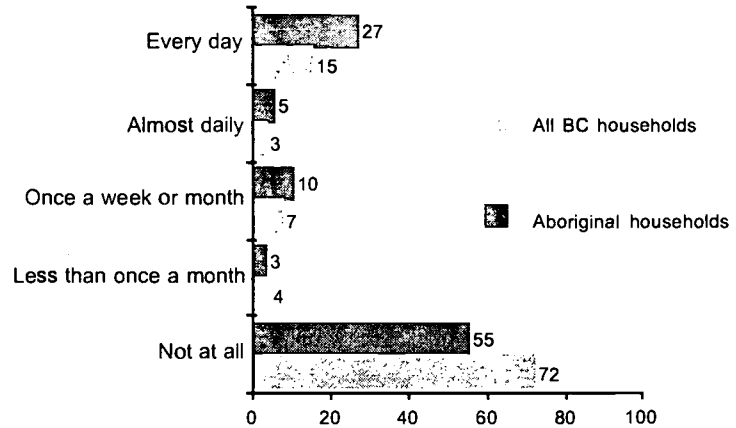 Every day
27
15
Almost daily
5
3
All BC households
Once a week or month
10
7
Aboriginal households
Less than once a month
3
4
Not at all
55
72
0 20 40 60 80 100